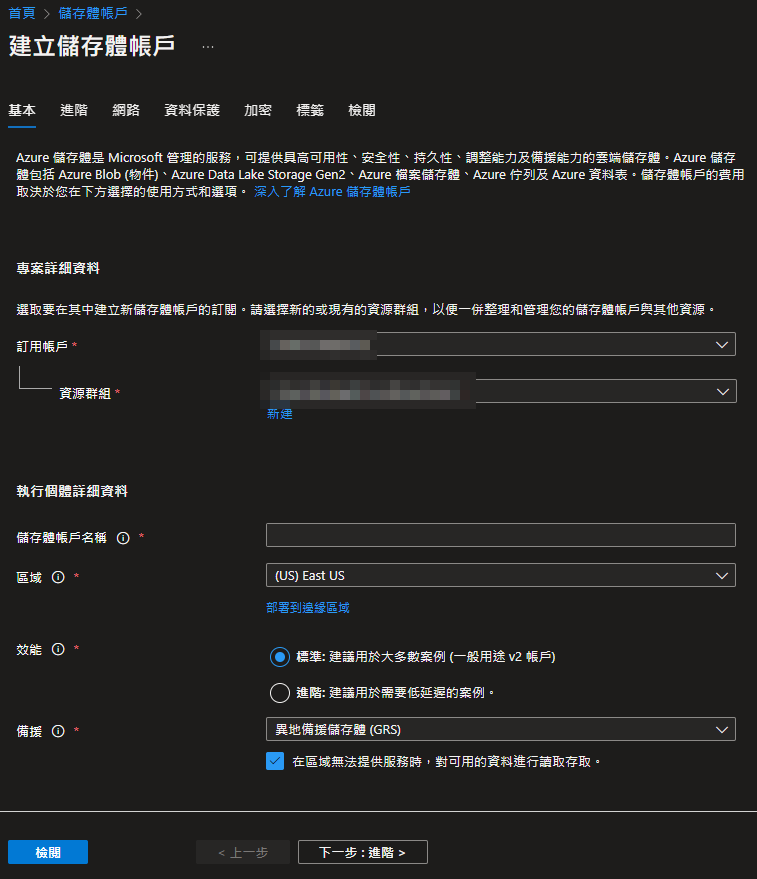 首頁 > 儲存體帳戶 >
建立儲存體帳戶 …
基本 進階 網路 資料保護 加密 標籤 檢閱
Azure 儲存體是 Microsoft 管理的服務，可提供具高可用性、安全性、持久性、調整能力及備援能力的雲端儲存體。Azure 儲存
體包括 Azure Blob (物件)、Azure Data Lake Storage Gen2、Azure 檔案儲存體、Azure 佇列及 Azure 資料表。儲存體帳戶的費用
取決於您在下方選擇的使用方式和選項。 深入了解 Azure 儲存體帳戶
專案詳細資料
選取要在其中建立新儲存體帳戶的訂閱。請選擇新的或現有的資源群組，以便一併整理和管理您的儲存體帳戶與其他資源。
訂用帳戶 *
資源群組 *
新建
執行個體詳細資料
儲存體帳戶名稱 *
區域 * (US) East US
部署到邊緣區域
效能 * 標準: 建議用於大多數案例 (一般用途 v2 帳戶)
進階: 建議用於需要低延遲的案例。
備援 * 異地備援儲存體 (GRS)
在區域無法提供服務時，對可用的資料進行讀取存取。
檢閱 < 上一步 下一步 : 進階 >